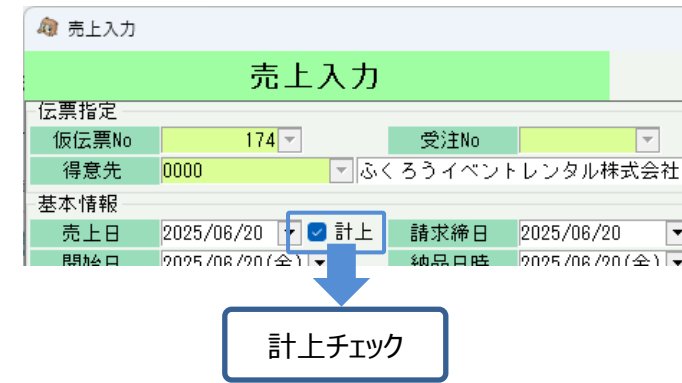 売上入力
売上入力
伝票指定
仮伝票No 174 受注No
得意先 0000 ふくろうイベントレンタル株式会社
基本情報
売上日 2025/06/20 計上 請求締日 2025/06/20
開始日 2025/06/20(金) 納品日時 2025/06/20(金)
計上チェック